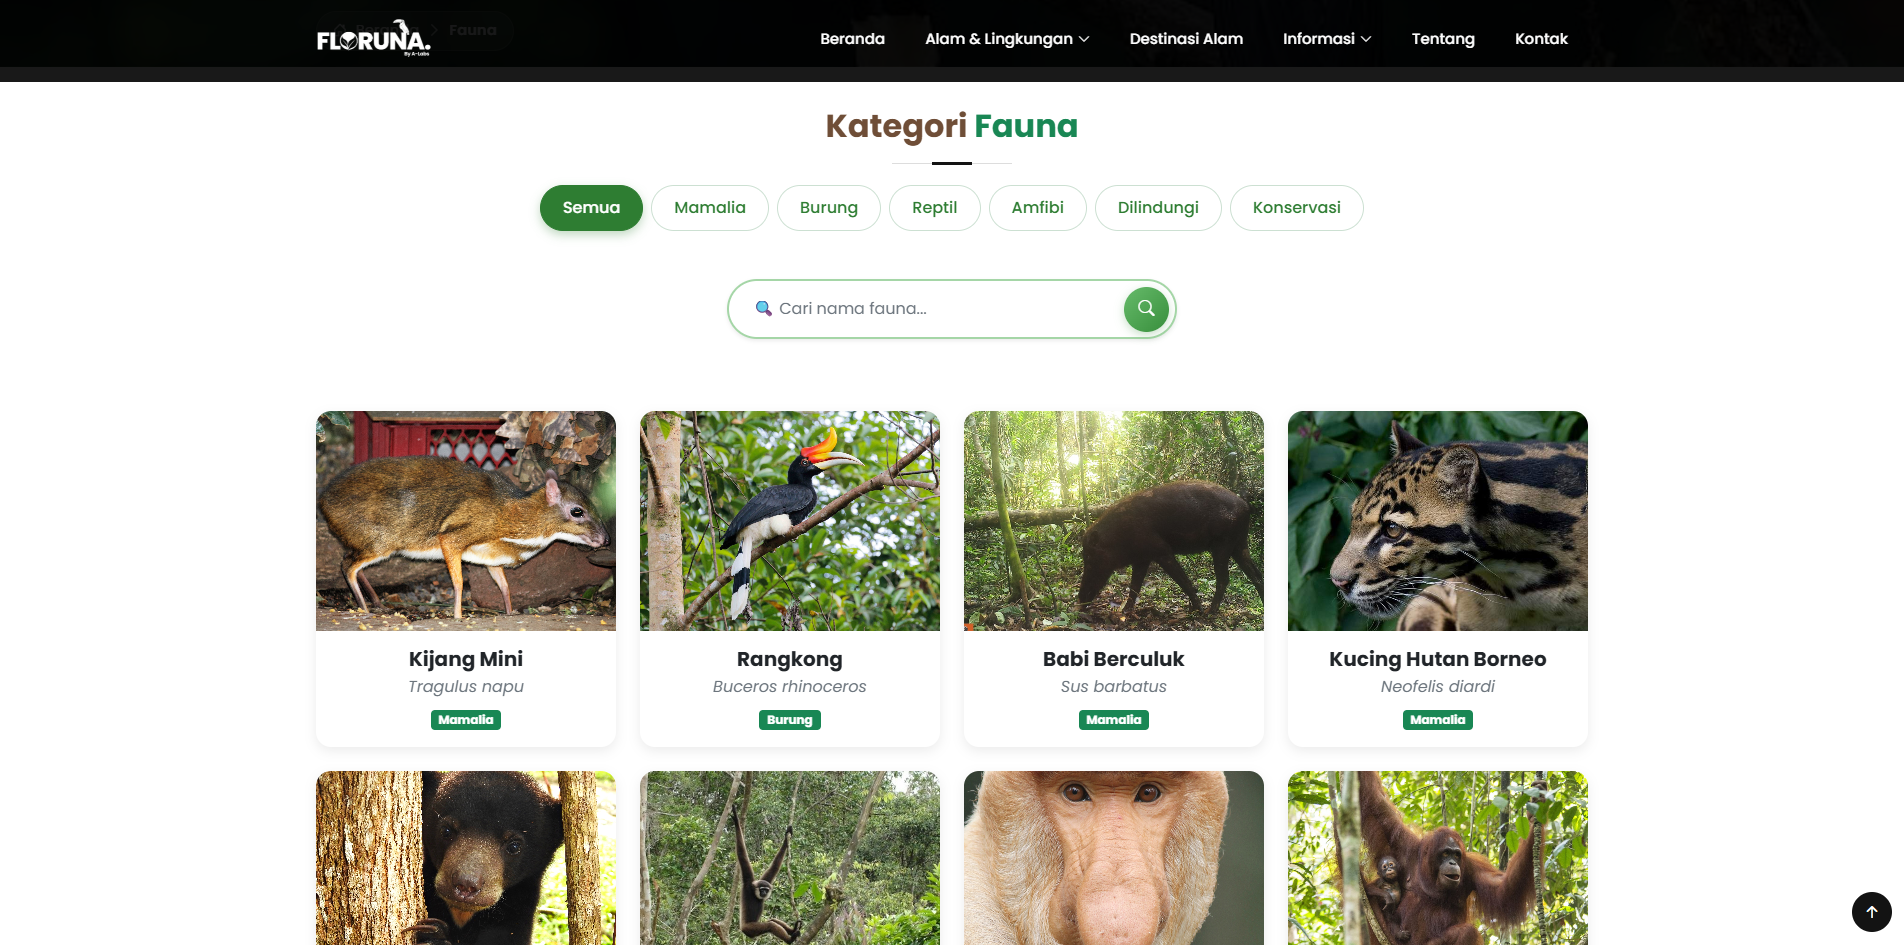 FLORUNA.
By A-Labs
Fauna
Beranda
Alam & Lingkungan
Destinasi Alam
Informasi
Tentang
Kontak
Kategori Fauna
Semua
Mamalia
Burung
Reptil
Amfibi
Dilindungi
Konservasi
Cari nama fauna...
Kijang Mini
Tragulus napu
Mamalia
Rangkong
Buceros rhinoceros
Burung
Babi Berculuk
Sus barbatus
Mamalia
Kucing Hutan Borneo
Neofelis diardi
Mamalia